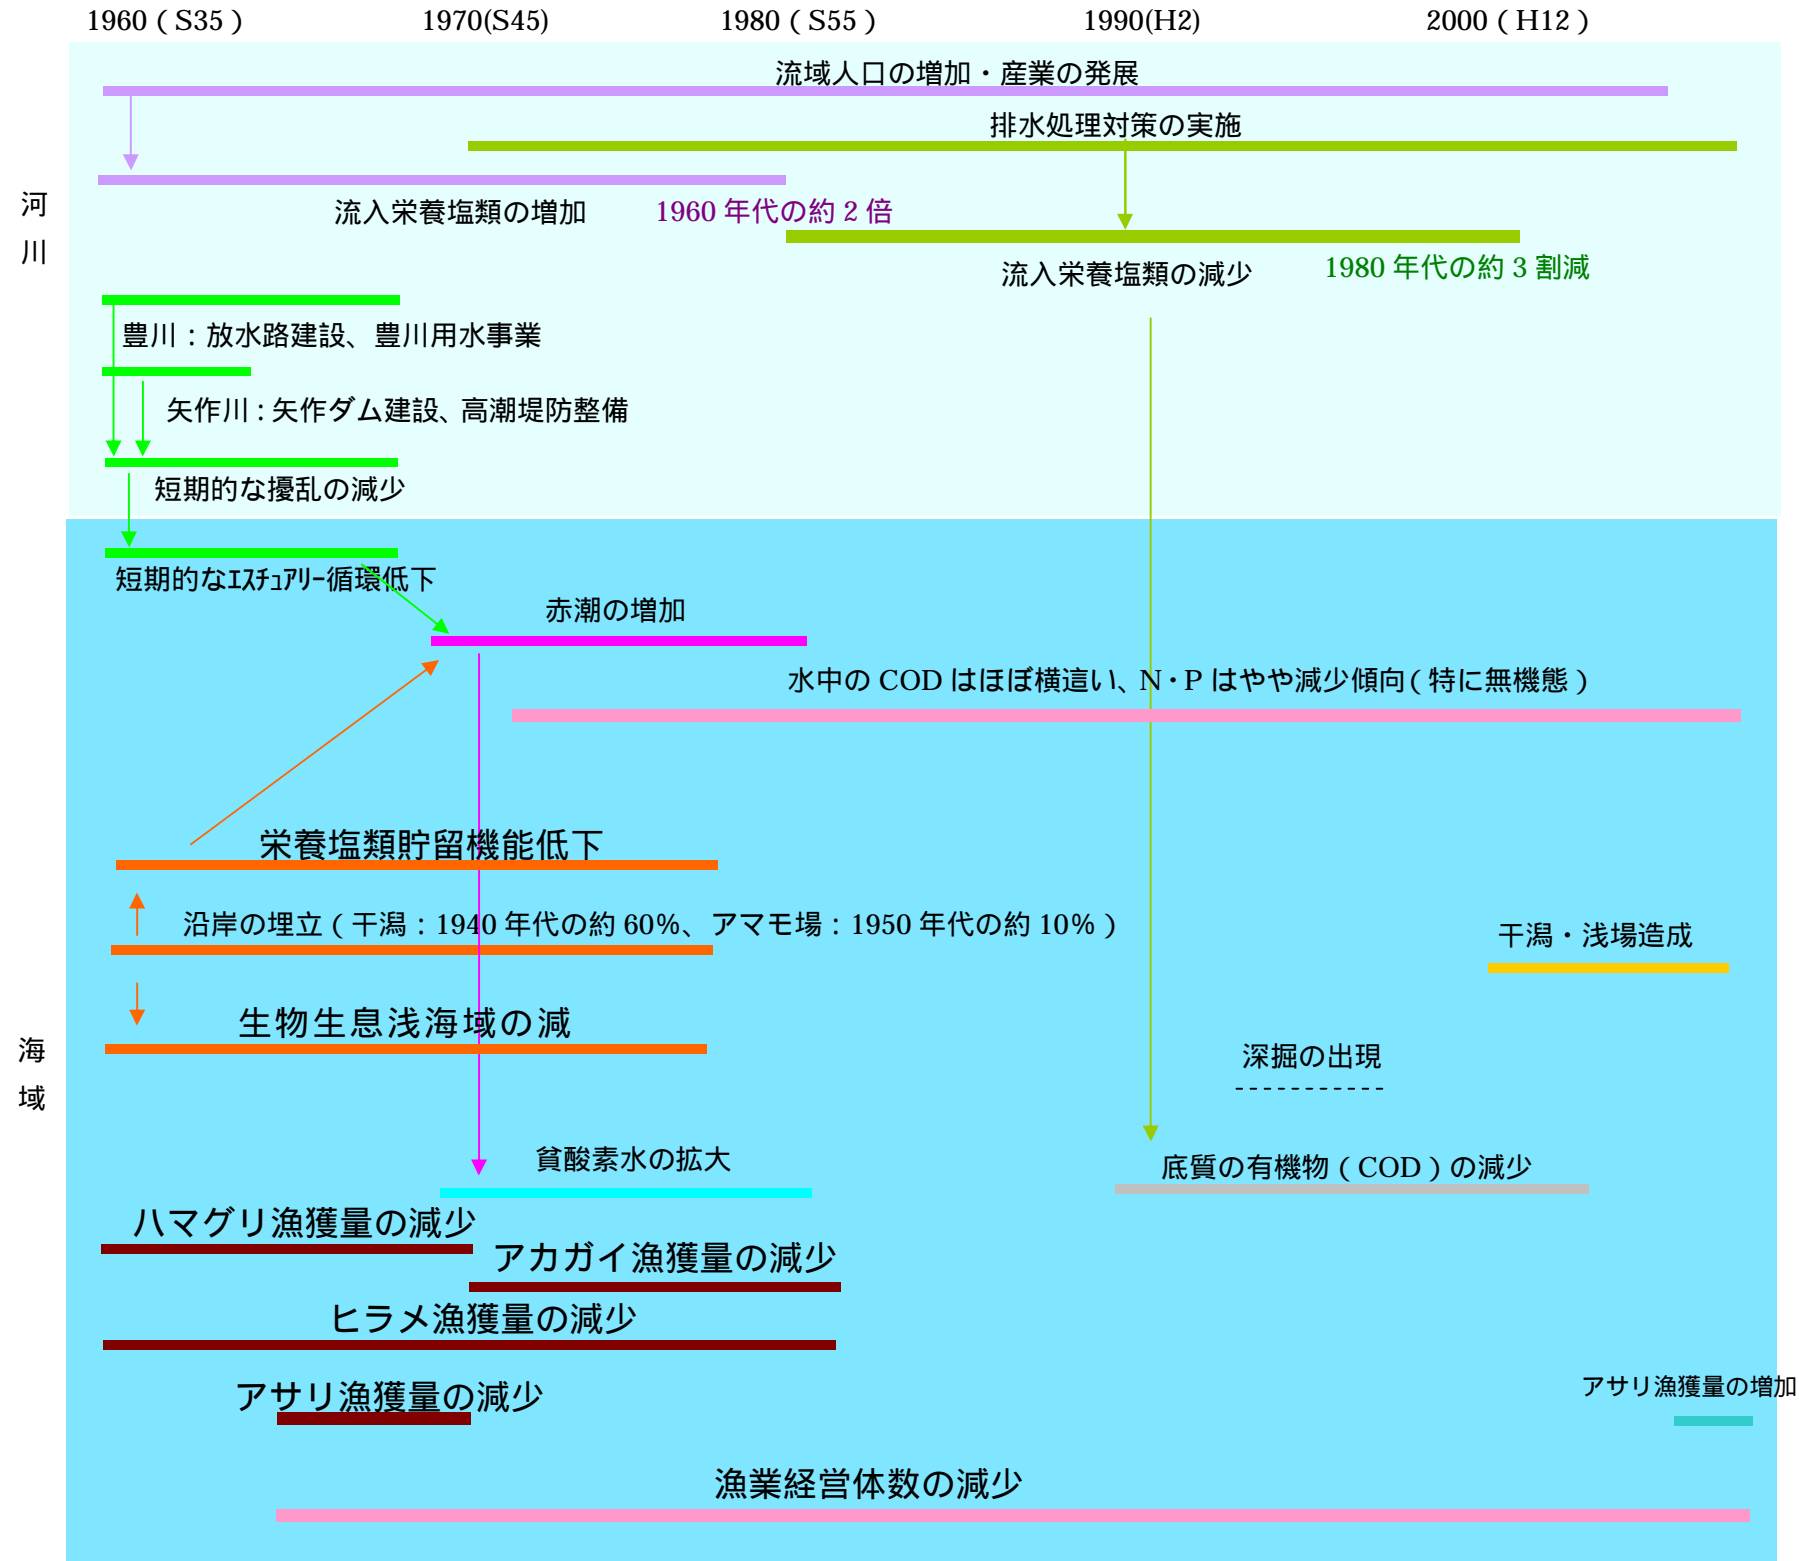 1960（S35） 1970(S45) 1980（S55） 1990(H2) 2000（H12）
流域人口の増加・産業の発展
排水処理対策の実施
河川
流入栄養塩類の増加 1960 年代の約 2 倍
流入栄養塩類の減少 1980 年代の約 3 割減
豊川：放水路建設、豊川用水事業
矢作川：矢作ダム建設、高潮堤防整備
短期的な擾乱の減少
短期的なｴｽﾁｭｱﾘｰ循環低下
赤潮の増加
水中の COD はほぼ横這い、N・P はやや減少傾向（特に無機態）
栄養塩類貯留機能低下
沿岸の埋立（干潟：1940 年代の約 60%、アマモ場：1950 年代の約 10%）
干潟・浅場造成
生物生息浅海域の減
海域
深掘の出現
貧酸素水の拡大
底質の有機物（COD）の減少
ハマグリ漁獲量の減少
アカガイ漁獲量の減少
ヒラメ漁獲量の減少
アサリ漁獲量の減少
アサリ漁獲量の増加
漁業経営体数の減少